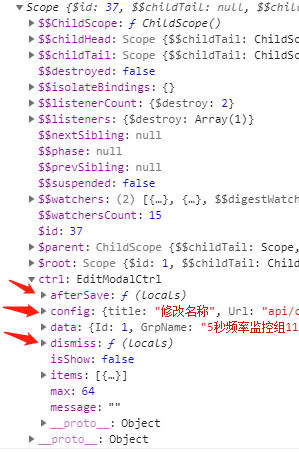 ▼ Scope {$id: 37, $$childTail: null, $$chi
▶ $$ChildScope: ƒ ChildScope()
▶ $$childHead: Scope {$$childTail: ChildSc
▶ $$childTail: Scope {$$childTail: ChildSc
$$destroyed: false
▶ $$isolateBindings: {}
▶ $$listenerCount: {$destroy: 2}
▶ $$listeners: {$destroy: Array(1)}
$$nextSibling: null
$$phase: null
$$prevSibling: null
$$suspended: false
▶ $$watchers: (2) [{…}, {…}, $$digestWatch
$$watchersCount: 15
$id: 37
▶ $parent: ChildScope {$$childTail: Scope,
▶ $root: Scope {$id: 1, $$childTail: Child
▼ ctrl: EditModalCtrl
▶ afterSave: ƒ (locals)
▶ config: {title: "修改名称", Url: "api/c
▶ data: {Id: 1, GrpName: "5秒频率监控组11
▶ dismiss: ƒ (locals)
isShow: false
▶ items: [{…}]
max: 64
message: ""
▶ __proto__: Object
▶ __proto__: Object